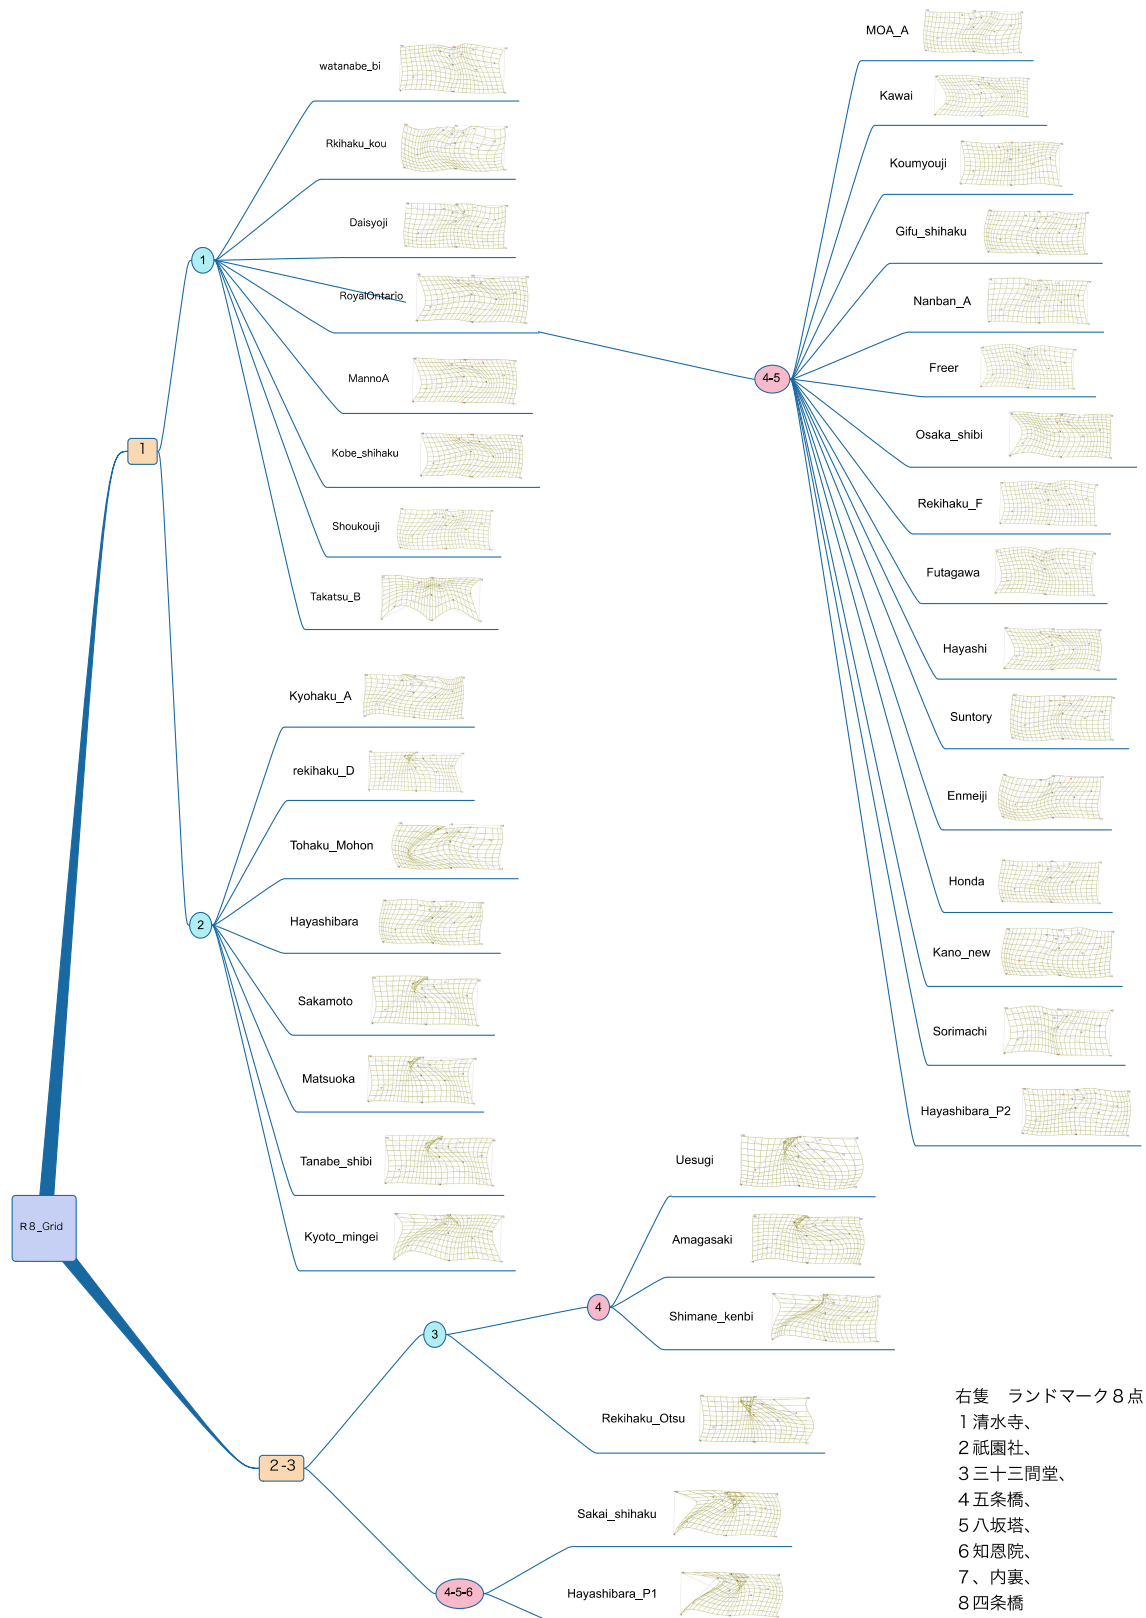 R８_Grid
１
1
watanabe_bi
Rkihaku_kou
Daisyoji
RoyalOntario
MannoA
Kobe_shihaku
Shoukouji
Takatsu_B
4-5
MOA_A
Kawai
Koumyouji
Gifu_shihaku
Nanban_A
Freer
Osaka_shibi
Rekihaku_F
Futagawa
Hayashi
Suntory
Enmeiji
Honda
Kano_new
Sorimachi
Hayashibara_P2
2
Kyohaku_A
rekihaku_D
Tohaku_Mohon
Hayashibara
Sakamoto
Matsuoka
Tanabe_shibi
Kyoto_mingei
２-３
3
4
Uesugi
Amagasaki
Shimane_kenbi
Rekihaku_Otsu
4-5-6
Sakai_shihaku
Hayashibara_P1
右隻　ランドマーク８点
１清水寺、
２祇園社、
３三十三間堂、
４五条橋、
５八坂塔、
６知恩院、
７、内裏、
８四条橋